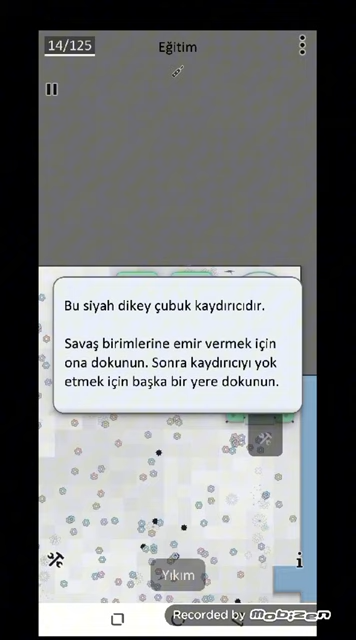 14/125
Eğitim
Bu siyah dikey çubuk kaydırıcıdır.
Savaş birimlerine emir vermek için
ona dokunun. Sonra kaydırıcıyı yok
etmek için başka bir yere dokunun.
i
Yıkım
Recorded by mobizen